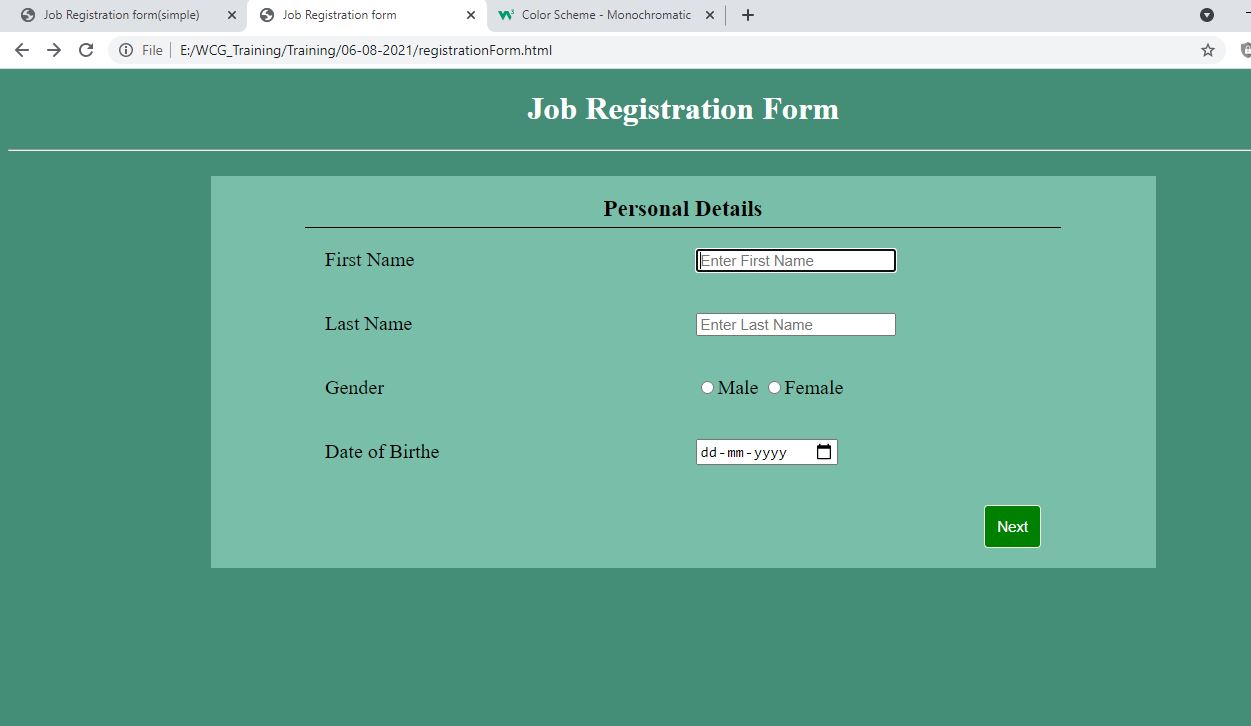 Job Registration form(simple)
Job Registration form
Color Scheme - Monochromatic
File
E:/WCG_Training/Training/06-08-2021/registrationForm.html
Job Registration Form
Personal Details
First Name
Enter First Name
Last Name
Enter Last Name
Gender
Male
Female
Date of Birthe
dd-mm-yyyy
Next